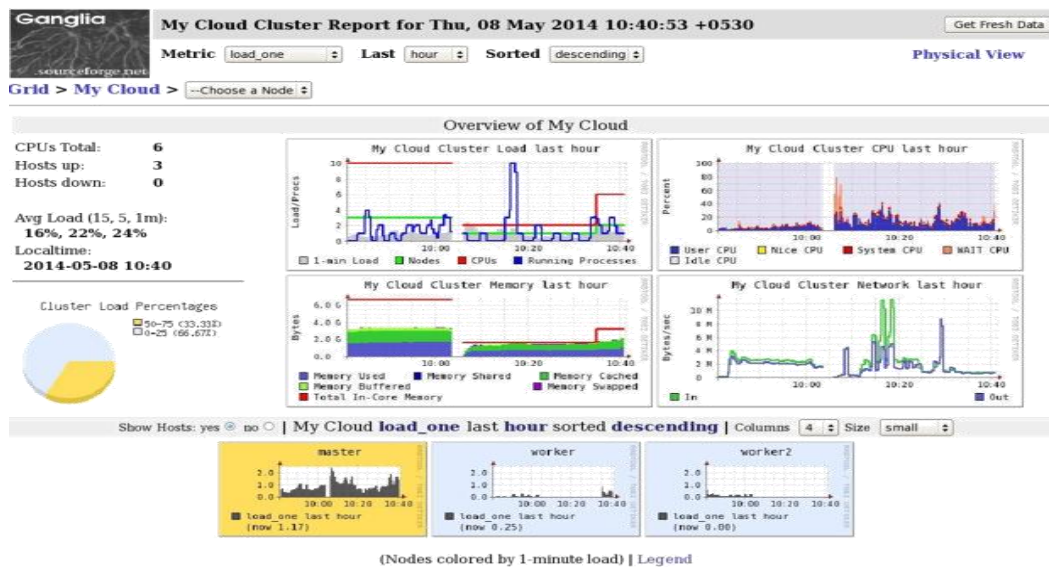 Ganglia
sourceforge.net
My Cloud Cluster Report for Thu, 08 May 2014 10:40:53 +0530
Get Fresh Data
Metric load_one Last hour Sorted descending
Physical View
Grid > My Cloud > --Choose a Node
Overview of My Cloud
CPUs Total: 6
Hosts up: 3
Hosts down: 0
Avg Load (15, 5, 1m):
16%, 22%, 24%
Localtime:
2014-05-08 10:40
Cluster Load Percentages
50-75 (33.33%)
0-25 (66.67%)
My Cloud Cluster Load last hour
Load/Procs
10
8
6
4
2
0
10:00 10:20 10:40
1-min Load Nodes CPUs Running Processes
My Cloud Cluster CPU last hour
Percent
100
80
60
40
20
0
10:00 10:20 10:40
User CPU Nice CPU System CPU WAIT CPU
Idle CPU
My Cloud Cluster Memory last hour
Bytes
6.0 G
4.0 G
2.0 G
0.0
10:00 10:20 10:40
Memory Used Memory Shared Memory Cached
Memory Buffered Memory Swapped
Total In-Core Memory
My Cloud Cluster Network last hour
Bytes/sec
10 M
8 M
6 M
4 M
2 M
0
10:00 10:20 10:40
In Out
Show Hosts: yes no | My Cloud load_one last hour sorted descending | Columns 4 Size small
master
2.0
1.0
0.0
10:00 10:20 10:40
load_one last hour
(now 1.17)
worker
2.0
1.0
0.0
10:00 10:20 10:40
load_one last hour
(now 0.25)
worker2
2.0
1.0
0.0
10:00 10:20 10:40
load_one last hour
(now 0.00)
(Nodes colored by 1-minute load) | Legend